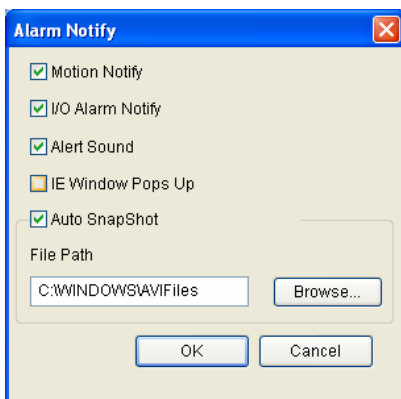 Alarm Notify
Motion Notify
I/O Alarm Notify
Alert Sound
IE Window Pops Up
Auto SnapShot
File Path
C:\WINDOWS\AVIFiles
Browse...
OK
Cancel